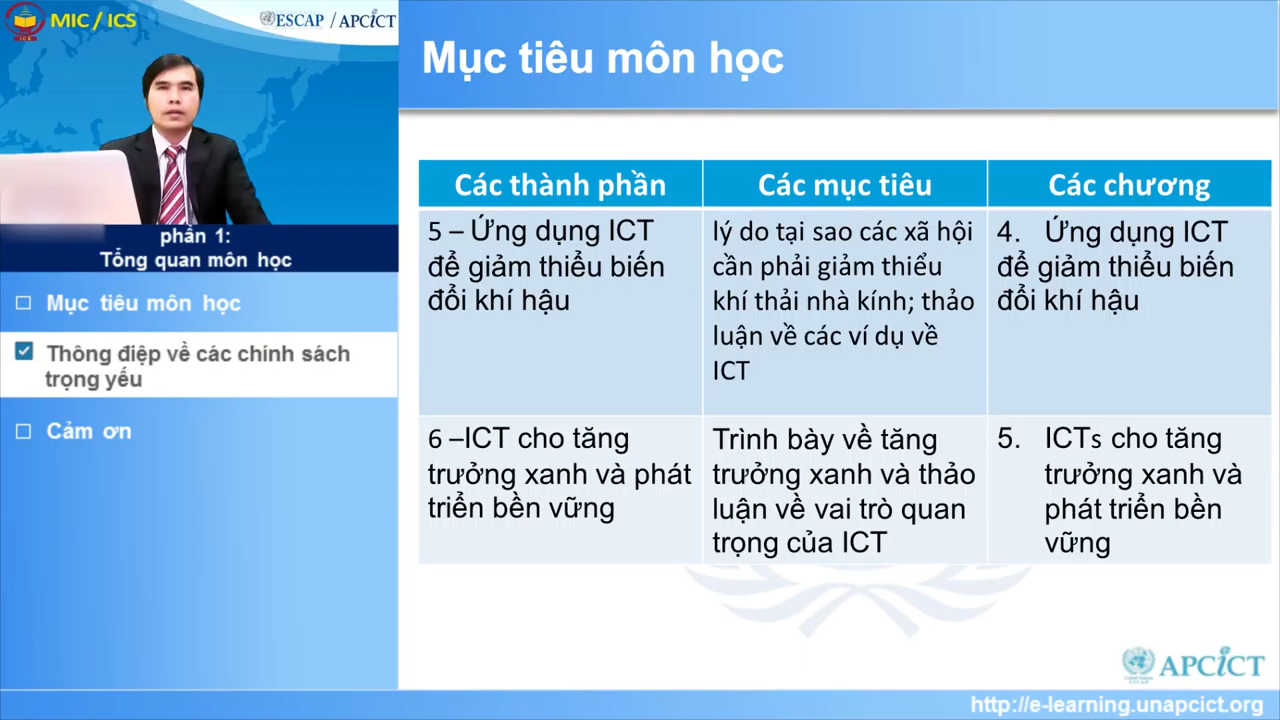 MIC / ICS
ESCAP / APCICT
phần 1:
Tổng quan môn học
Mục tiêu môn học
Thông điệp về các chính sách
trọng yếu
Cảm ơn
Mục tiêu môn học
Các thành phần
Các mục tiêu
Các chương
5 – Ứng dụng ICT
để giảm thiểu biến
đổi khí hậu
lý do tại sao các xã hội
cần phải giảm thiểu
khí thải nhà kính; thảo
luận về các ví dụ về
ICT
4. Ứng dụng ICT
để giảm thiểu biến
đổi khí hậu
6 –ICT cho tăng
trưởng xanh và phát
triển bền vững
Trình bày về tăng
trưởng xanh và thảo
luận về vai trò quan
trọng của ICT
5. ICTs cho tăng
trưởng xanh và
phát triển bền
vững
APCICT
http://e-learning.unapcict.org